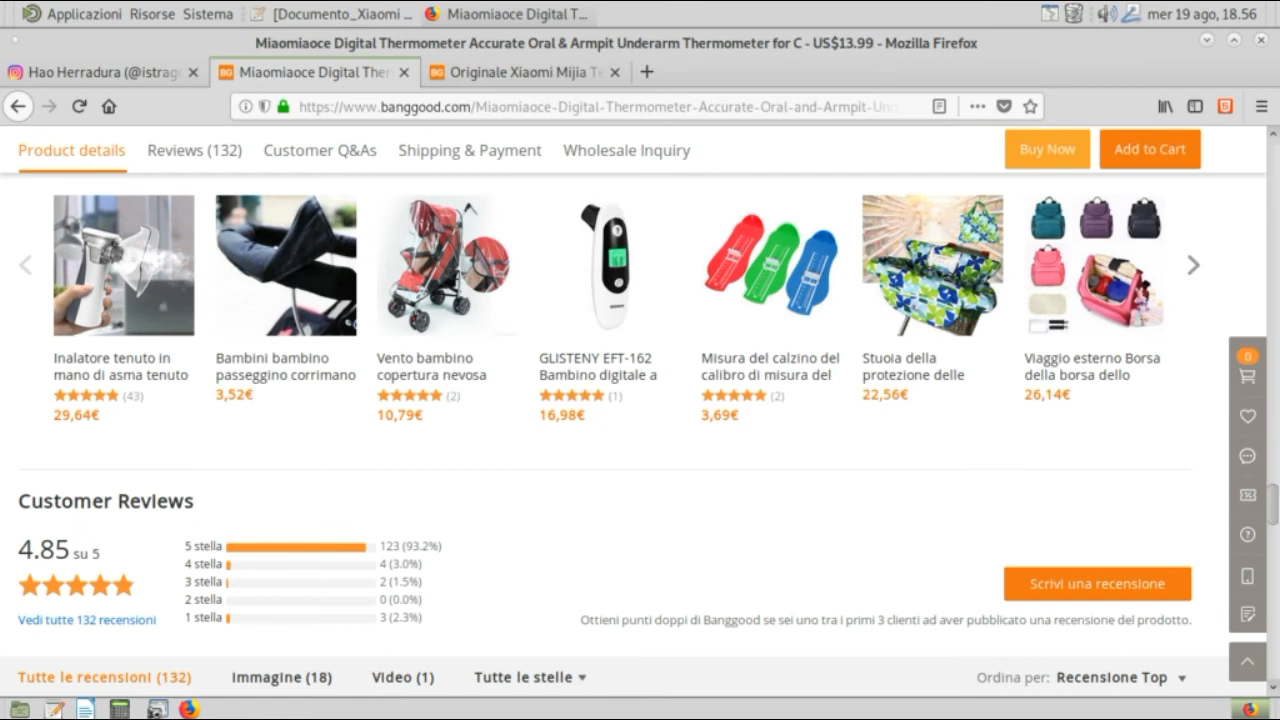 Applicazioni Risorse Sistema [Documento_Xiaomi ... Miaomiaoce Digital T... mer 19 ago, 18.56
Miaomiaoce Digital Thermometer Accurate Oral & Armpit Underarm Thermometer for C - US$13.99 - Mozilla Firefox
Hao Herradura (@istrag Miaomiaoce Digital Ther Originale Xiaomi Mijia T
https://www.banggood.com/Miaomiaoce-Digital-Thermometer-Accurate-Oral-and-Armpit-Un
Product details Reviews (132) Customer Q&As Shipping & Payment Wholesale Inquiry Buy Now Add to Cart
Inalatore tenuto in
mano di asma tenuto
(43)
29,64€
Bambini bambino
passeggino corrimano
3,52€
Vento bambino
copertura nevosa
(2)
10,79€
GLISTENY EFT-162
Bambino digitale a
(1)
16,98€
Misura del calzino del
calibro di misura del
(2)
3,69€
Stuoia della
protezione delle
22,56€
Viaggio esterno Borsa
della borsa dello
26,14€
0
Customer Reviews
4.85 su 5
Vedi tutte 132 recensioni
5 stella 123 (93.2%)
4 stella 4 (3.0%)
3 stella 2 (1.5%)
2 stella 0 (0.0%)
1 stella 3 (2.3%)
Scrivi una recensione
Ottieni punti doppi di Banggood se sei uno tra i primi 3 clienti ad aver pubblicato una recensione del prodotto.
Tutte le recensioni (132) Immagine (18) Video (1) Tutte le stelle Ordina per: Recensione Top